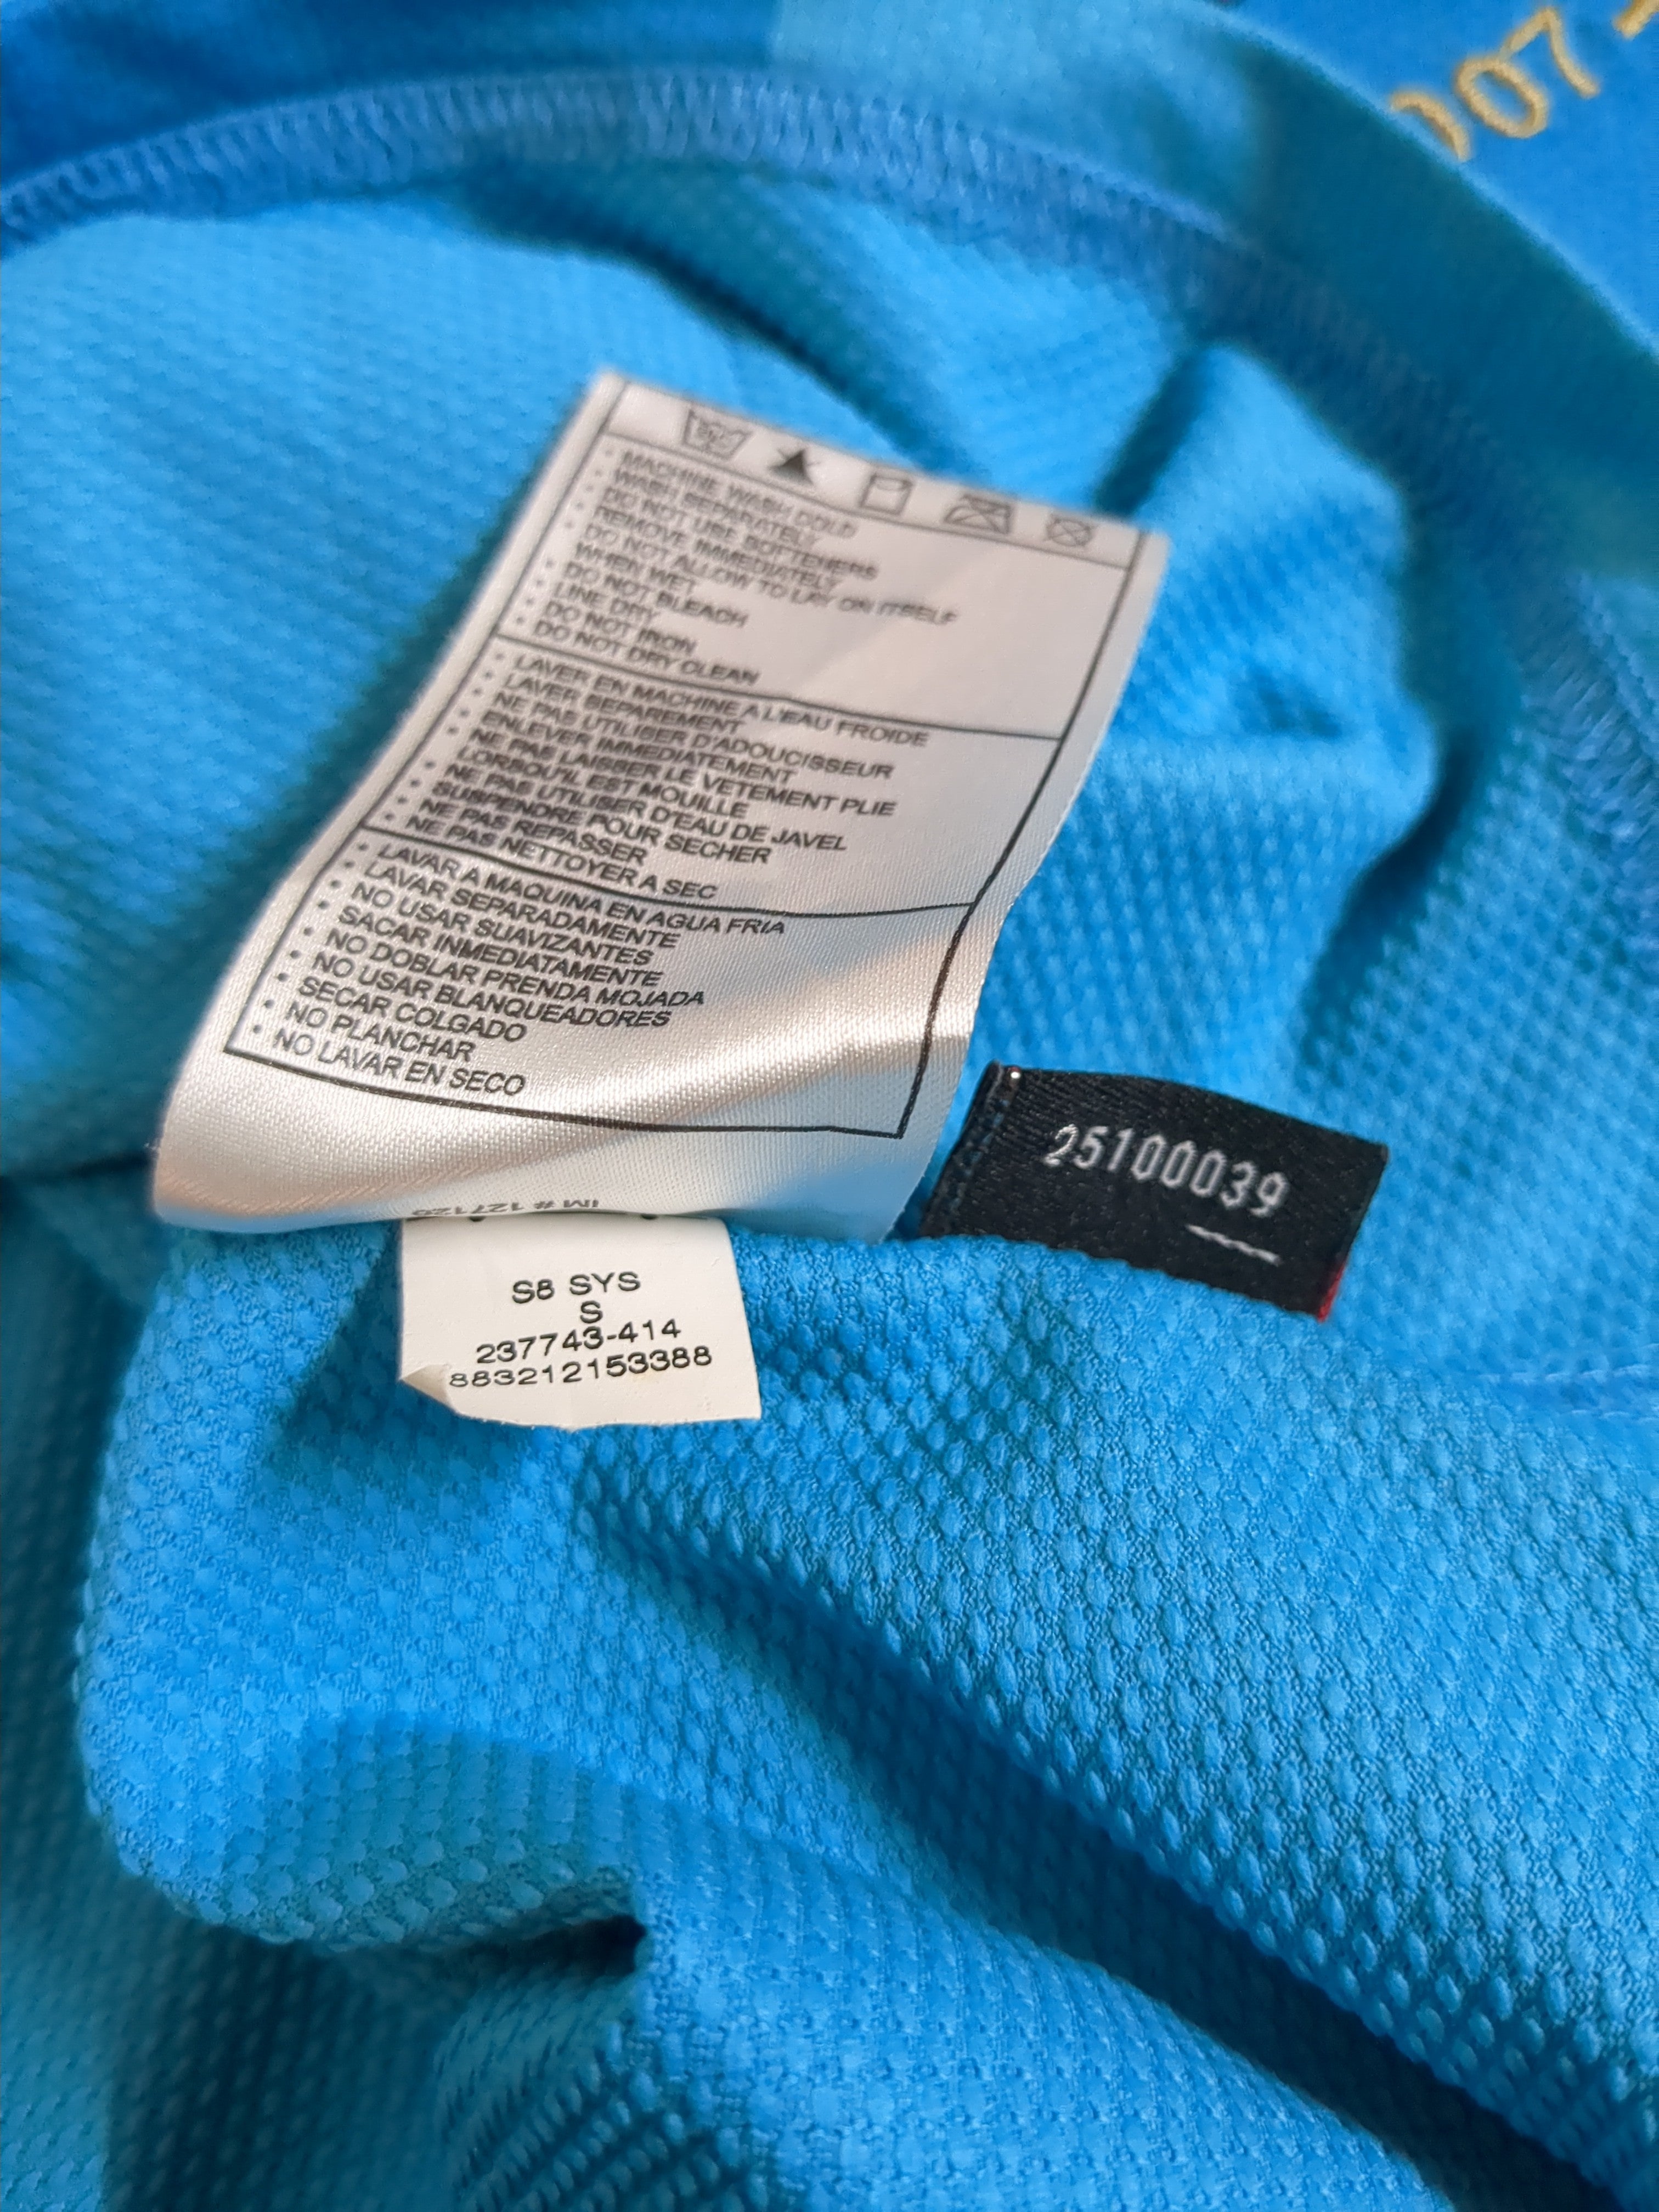 007
• MACHINE WASH COLD
• WASH SEPARATELY
• DO NOT USE SOFTENERS
• REMOVE IMMEDIATELY
• DO NOT ALLOW TO LAY ON ITSELF
WHEN WET
• DO NOT BLEACH
• LINE DRY
• DO NOT IRON
• DO NOT DRY CLEAN
• LAVER EN MACHINE A L'EAU FROIDE
• LAVER SEPAREMENT
• NE PAS UTILISER D'ADOUCISSEUR
• ENLEVER IMMEDIATEMENT
• NE PAS LAISSER LE VETEMENT PLIE
LORSQU'IL EST MOUILLE
• NE PAS UTILISER D'EAU DE JAVEL
• SUSPENDRE POUR SECHER
• NE PAS REPASSER
• NE PAS NETTOYER A SEC
• LAVAR A MAQUINA EN AGUA FRIA
• LAVAR SEPARADAMENTE
• NO USAR SUAVIZANTES
• SACAR INMEDIATAMENTE
• NO DOBLAR PRENDA MOJADA
• NO USAR BLANQUEADORES
• SECAR COLGADO
• NO PLANCHAR
• NO LAVAR EN SECO
25100039
S8 SYS
S
237743-414
883212153388